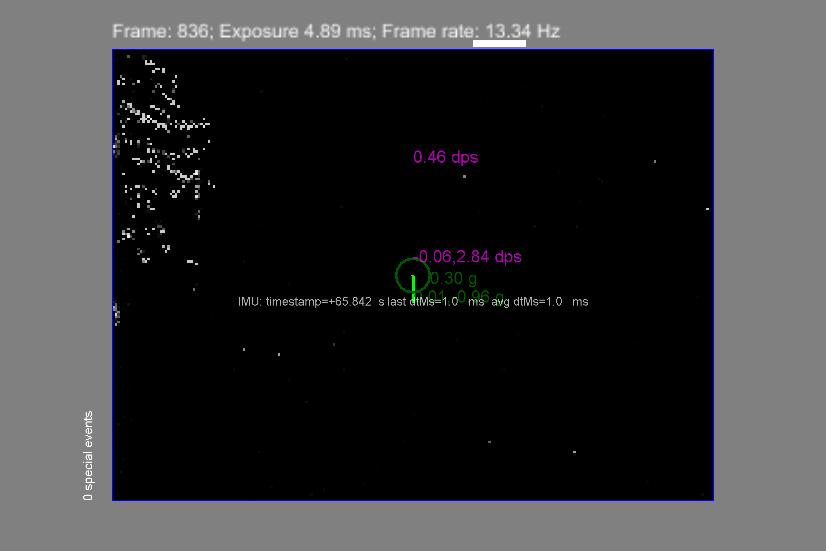 Frame: 836; Exposure 4.89 ms; Frame rate: 13.34 Hz
0.46 dps
-0.06,2.84 dps
0.30 g
0.96 g
IMU: timestamp=+65.842 s last dtMs=1.0 ms avg dtMs=1.0 ms
0 special events